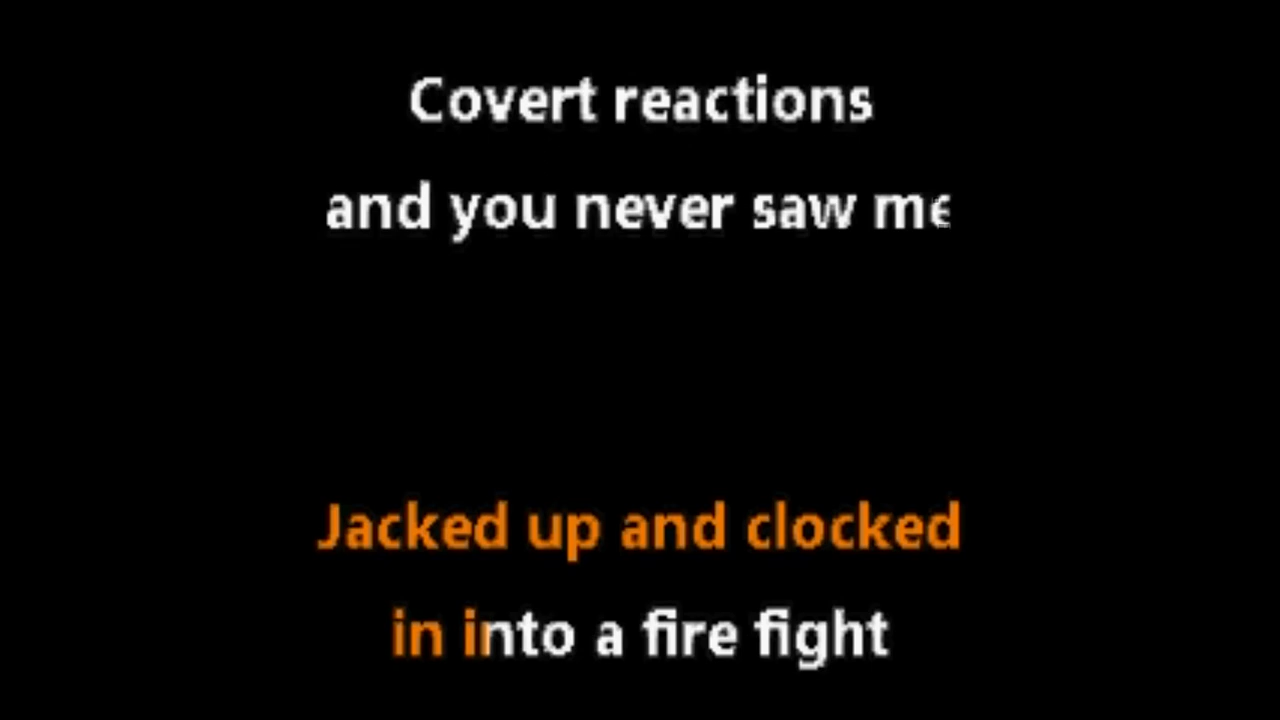 Covert reactions
and you never saw me
Jacked up and clocked
in into a fire fight